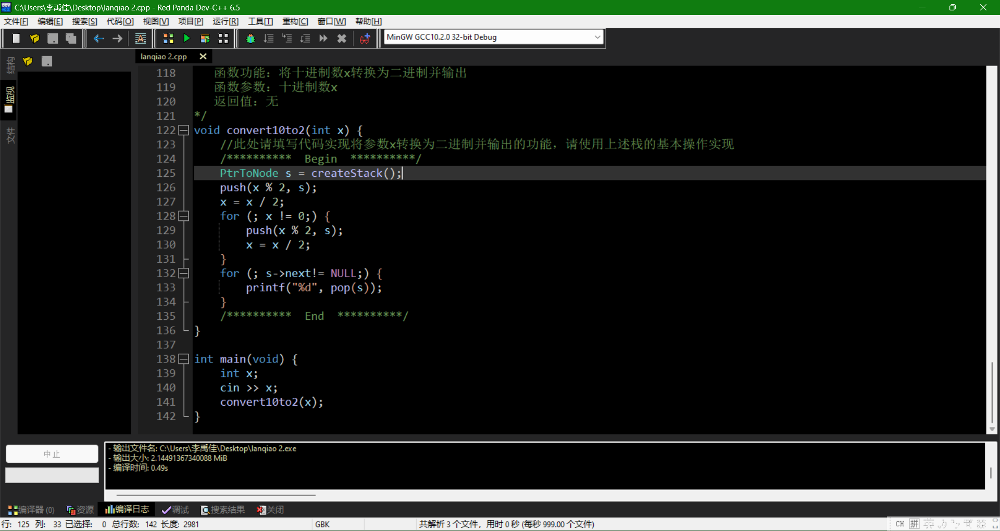 C:\Users\李禹佳\Desktop\lanqiao 2.cpp - Red Panda Dev-C++ 6.5
文件[F] 编辑[E] 搜索[S] 代码[O] 视图[V] 项目[P] 运行[R] 工具[T] 重构[C] 窗口[W] 帮助[H]
MinGW GCC10.2.0 32-bit Debug
结构
监视
文件
lanqiao 2.cpp
118 函数功能：将十进制数x转换为二进制并输出
119 函数参数：十进制数x
120 返回值：无
121 */
122 void convert10to2(int x) {
123 //此处请填写代码实现将参数x转换为二进制并输出的功能，请使用上述栈的基本操作实现
124 /********** Begin **********/
125 PtrToNode s = createStack();
126 push(x % 2, s);
127 x = x / 2;
128 for (; x != 0;) {
129 push(x % 2, s);
130 x = x / 2;
131 }
132 for (; s->next!= NULL;) {
133 printf("%d", pop(s));
134 }
135 /********** End **********/
136 }
137
138 int main(void) {
139 int x;
140 cin >> x;
141 convert10to2(x);
142 }
中止
- 输出文件名: C:\Users\李禹佳\Desktop\lanqiao 2.exe
- 输出大小: 2.14491367340088 MiB
- 编译时间: 0.49s
编译器 (0) 资源 编译日志 调试 搜索结果 关闭
行: 125 列: 33 已选择: 0 总行数: 142 长度: 2981 GBK 共解析 3 个文件，用时 0 秒 (每秒 999.00 个文件)
CH 拼 英